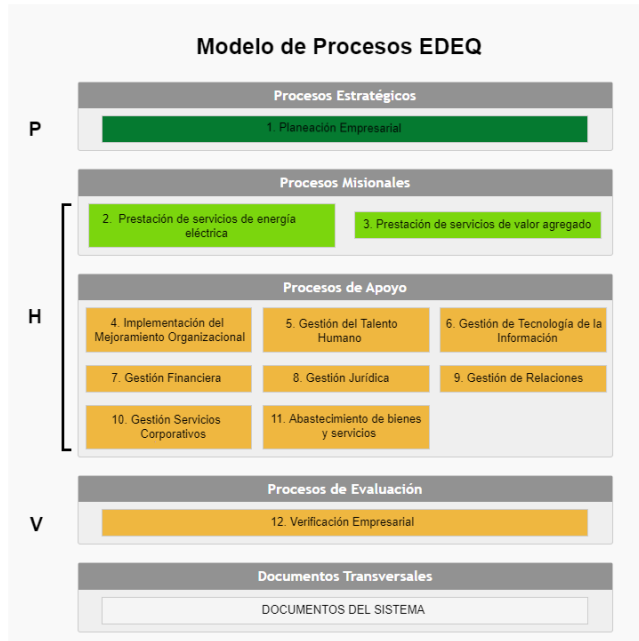 Modelo de Procesos EDEQ
Procesos Estratégicos
P
1. Planeación Empresarial
Procesos Misionales
2. Prestación de servicios de energía
eléctrica
3. Prestación de servicios de valor agregado
H
Procesos de Apoyo
4. Implementación del
Mejoramiento Organizacional
5. Gestión del Talento
Humano
6. Gestión de Tecnología de la
Información
7. Gestión Financiera
8. Gestión Jurídica
9. Gestión de Relaciones
10. Gestión Servicios
Corporativos
11. Abastecimiento de bienes
y servicios
Procesos de Evaluación
V
12. Verificación Empresarial
Documentos Transversales
DOCUMENTOS DEL SISTEMA